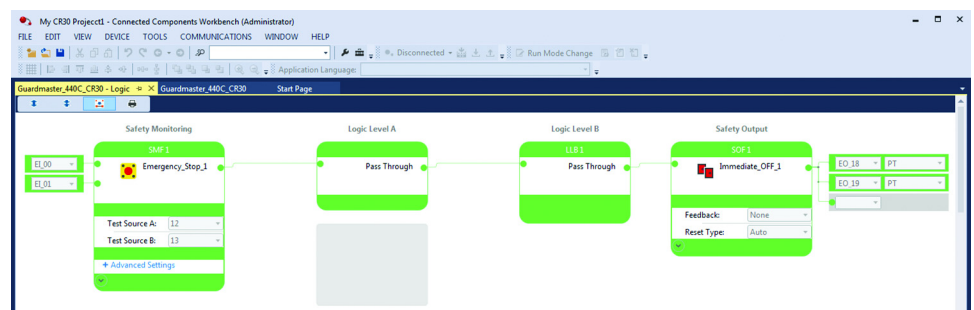 My CR30 Projecct1 - Connected Components Workbench (Administrator)
FILE EDIT VIEW DEVICE TOOLS COMMUNICATIONS WINDOW HELP
Disconnected Run Mode Change
Application Language:
Guardmaster_440C_CR30 - Logic Guardmaster_440C_CR30 Start Page
Safety Monitoring Logic Level A Logic Level B Safety Output
SMF 1 LLB 1 SOF 1
EI_00 Emergency_Stop_1 Pass Through Pass Through Immediate_OFF_1 EO_18 PT
EI_01 EO_19 PT
Test Source A: 12 Feedback: None
Test Source B: 13 Reset Type: Auto
+ Advanced Settings